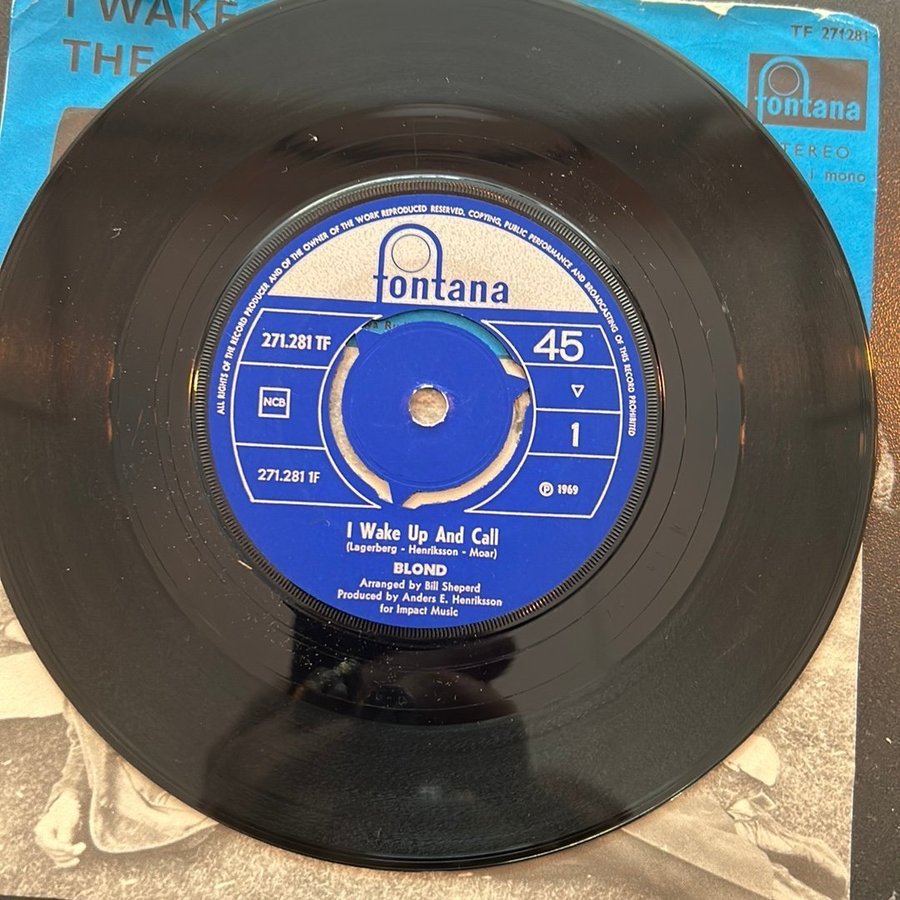 I WAKE
THE
TF 271281
fontana
STEREO
mono
ALL RIGHTS OF THE RECORD PRODUCER AND OF THE OWNER OF THE WORK REPRODUCED RESERVED. COPYING, PUBLIC PERFORMANCE AND BROADCASTING OF THIS RECORD PROHIBITED
fontana
271.281 TF
45
NCB
1
271.281 1F
℗ 1969
I Wake Up And Call
(Lagerberg - Henriksson - Moar)
BLOND
Arranged by Bill Sheperd
Produced by Anders E. Henriksson
for Impact Music